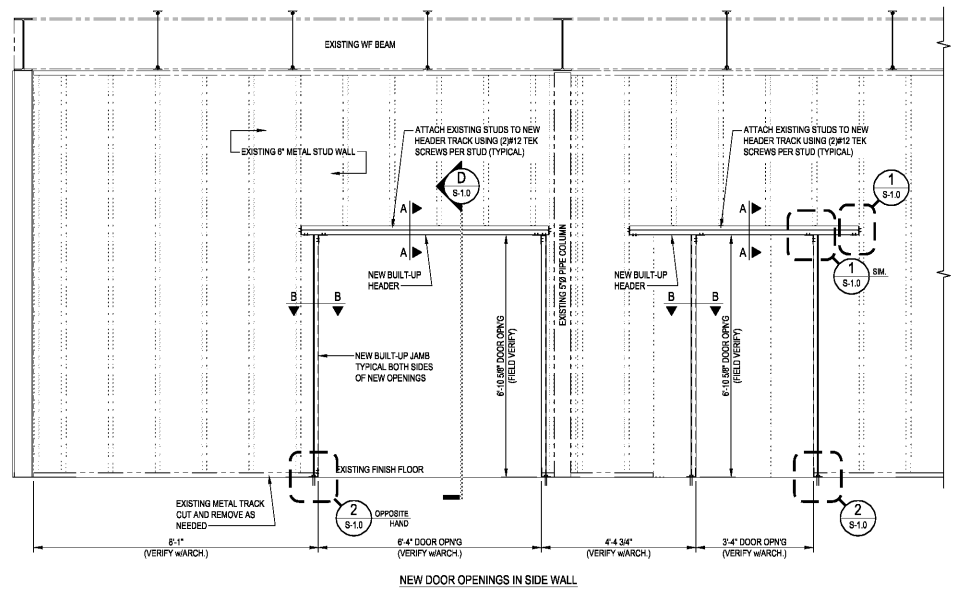 EXISTING WF BEAM
ATTACH EXISTING STUDS TO NEW
HEADER TRACK USING (2)#12 TEK
SCREWS PER STUD (TYPICAL)
ATTACH EXISTING STUDS TO NEW
HEADER TRACK USING (2)#12 TEK
SCREWS PER STUD (TYPICAL)
EXISTING 6" METAL STUD WALL
D
S-1.0
1
S-1.0
A
A
A
A
NEW BUILT-UP
HEADER
EXISTING 5"Ø PIPE COLUMN
NEW BUILT-UP
HEADER
1
S-1.0
SIM.
B
B
B
B
6'-10 5/8" DOOR OPN'G
(FIELD VERIFY)
6'-10 5/8" DOOR OPN'G
(FIELD VERIFY)
NEW BUILT-UP JAMB
TYPICAL BOTH SIDES
OF NEW OPENINGS
EXISTING FINISH FLOOR
EXISTING METAL TRACK
CUT AND REMOVE AS
NEEDED
2
S-1.0
OPPOSITE
HAND
2
S-1.0
8'-1"
(VERIFY w/ARCH.)
6'-4" DOOR OPN'G
(VERIFY w/ARCH.)
4'-4 3/4"
(VERIFY w/ARCH.)
3'-4" DOOR OPN'G
(VERIFY w/ARCH.)
NEW DOOR OPENINGS IN SIDE WALL